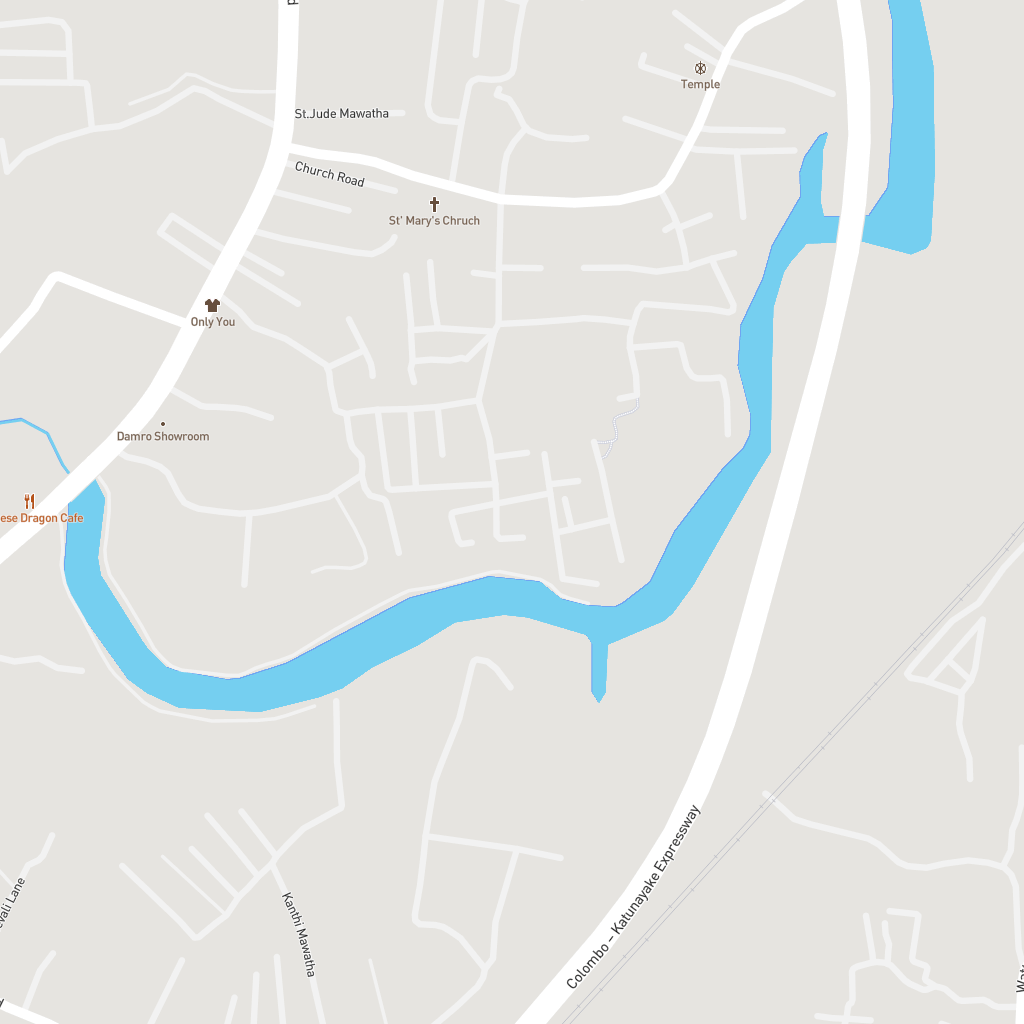 Temple
St.Jude Mawatha
Church Road
St' Mary's Chruch
Only You
Damro Showroom
ese Dragon Cafe
Colombo – Katunayake Expressway
Kanthi Mawatha
vali Lane